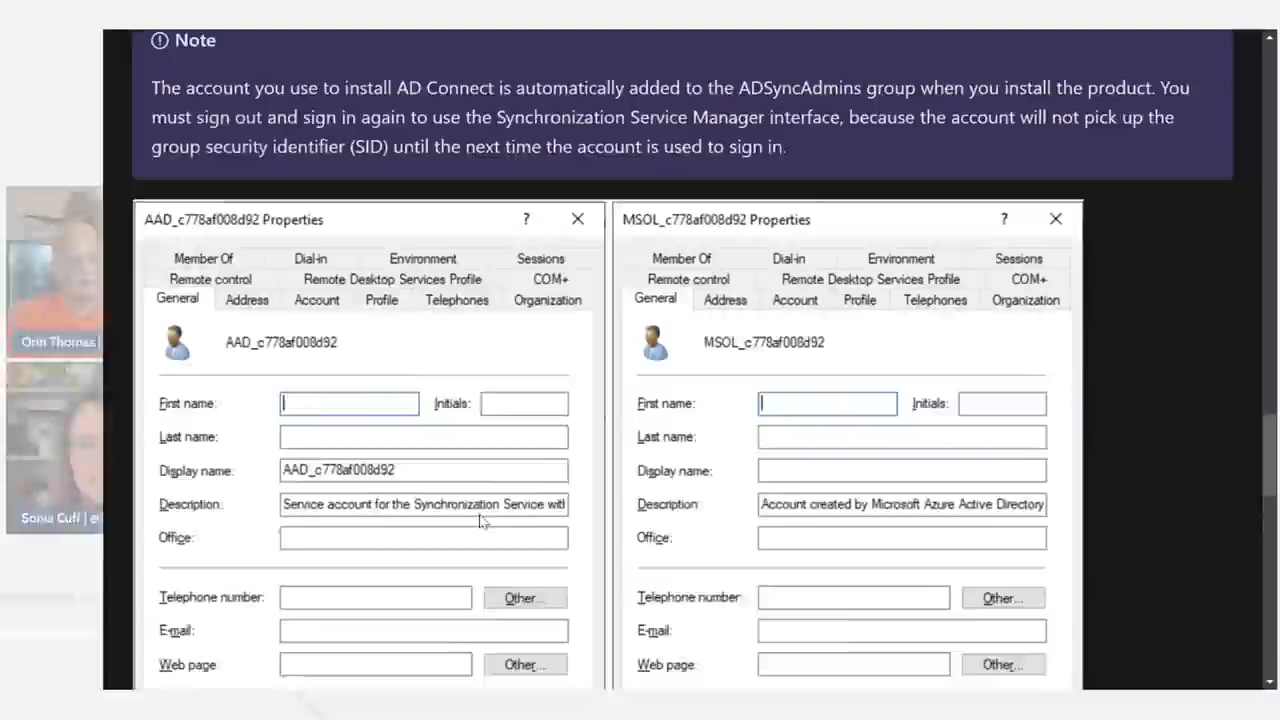 Note
The account you use to install AD Connect is automatically added to the ADSyncAdmins group when you install the product. You
must sign out and sign in again to use the Synchronization Service Manager interface, because the account will not pick up the
group security identifier (SID) until the next time the account is used to sign in.
AAD_c778af008d92 Properties
?
Member Of Dial-in Environment Sessions
Remote control Remote Desktop Services Profile COM+
General Address Account Profile Telephones Organization
AAD_c778af008d92
First name: Initials:
Last name:
Display name: AAD_c778af008d92
Description: Service account for the Synchronization Service with
Office:
Telephone number: Other...
E-mail:
Web page: Other...
MSOL_c778af008d92 Properties
?
Member Of Dial-in Environment Sessions
Remote control Remote Desktop Services Profile COM+
General Address Account Profile Telephones Organization
MSOL_c778af008d92
First name: Initials:
Last name:
Display name:
Description: Account created by Microsoft Azure Active Directory
Office:
Telephone number: Other...
E-mail:
Web page: Other...
Orin Thomas |
Sonia Cuff | @